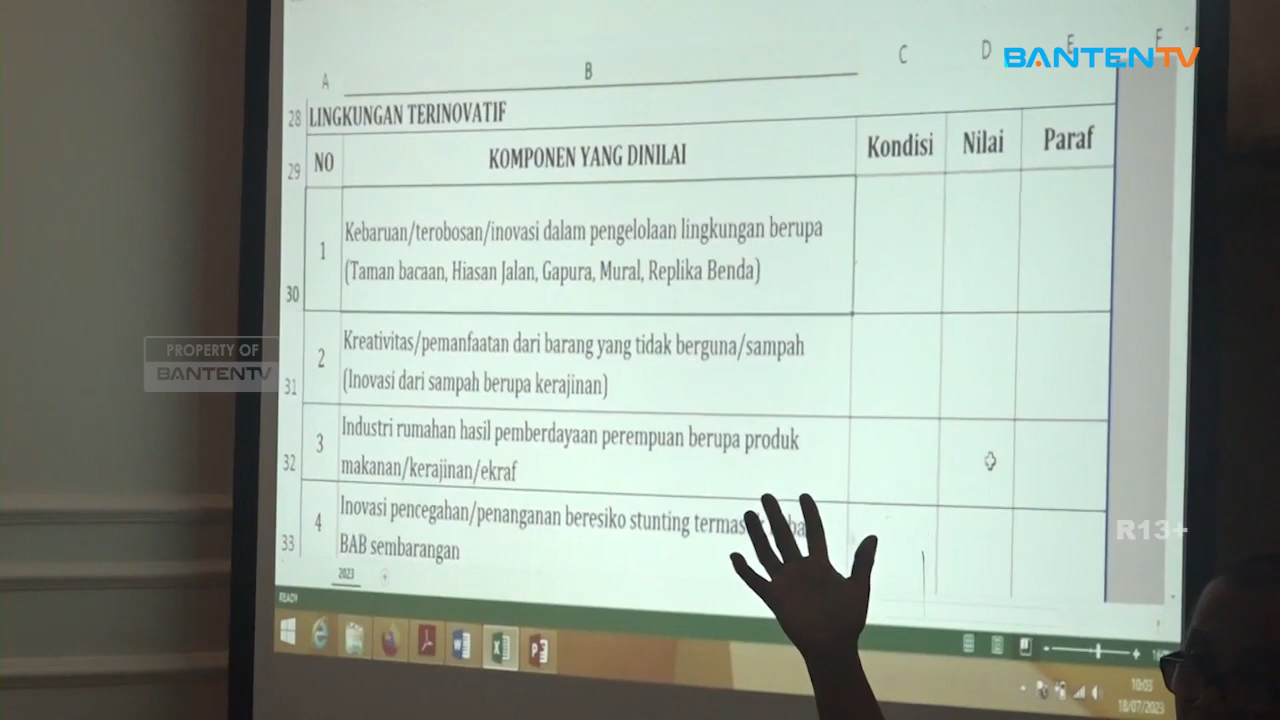 BANTENTV
A B C D E F
28 LINGKUNGAN TERINOVATIF
29 NO KOMPONEN YANG DINILAI Kondisi Nilai Paraf
30 1 Kebaruan/terobosan/inovasi dalam pengelolaan lingkungan berupa
(Taman bacaan, Hiasan Jalan, Gapura, Mural, Replika Benda)
31 2 Kreativitas/pemanfaatan dari barang yang tidak berguna/sampah
(Inovasi dari sampah berupa kerajinan)
32 3 Industri rumahan hasil pemberdayaan perempuan berupa produk
makanan/kerajinan/ekraf
33 4 Inovasi pencegahan/penanganan beresiko stunting
BAB sembarangan
PROPERTY OF
BANTENTV
R13+
2023
READY
10:03
18/07/2023